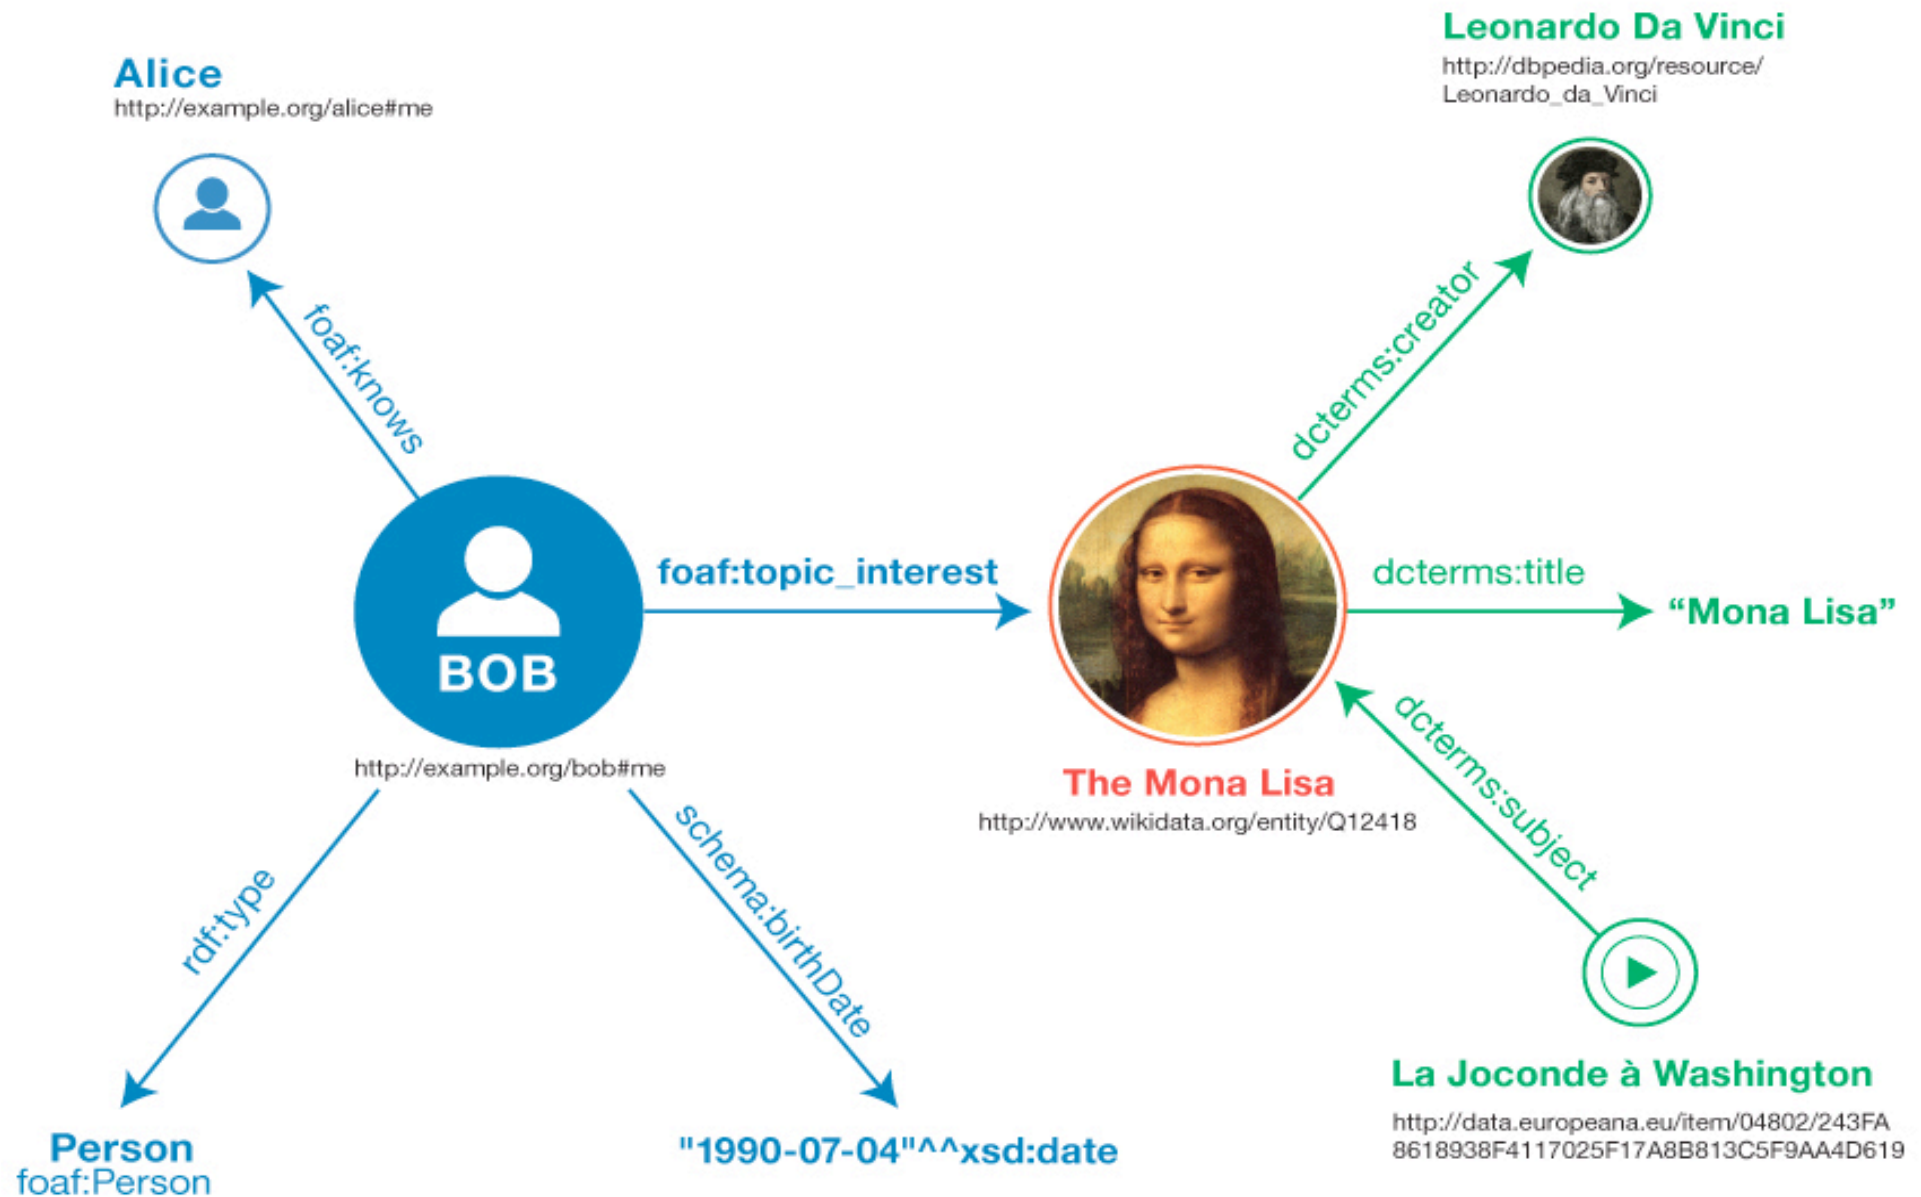 Leonardo Da Vinci
http://dbpedia.org/resource/
Leonardo_da_Vinci
Alice
http://example.org/alice#me
foaf:knows
dcterms:creator
foaf:topic_interest
dcterms:title
“Mona Lisa”
BOB
http://example.org/bob#me
The Mona Lisa
http://www.wikidata.org/entity/Q12418
dcterms:subject
rdf:type
schema:birthDate
La Joconde à Washington
http://data.europeana.eu/item/04802/243FA
8618938F4117025F17A8B813C5F9AA4D619
Person
foaf:Person
"1990-07-04"^^xsd:date